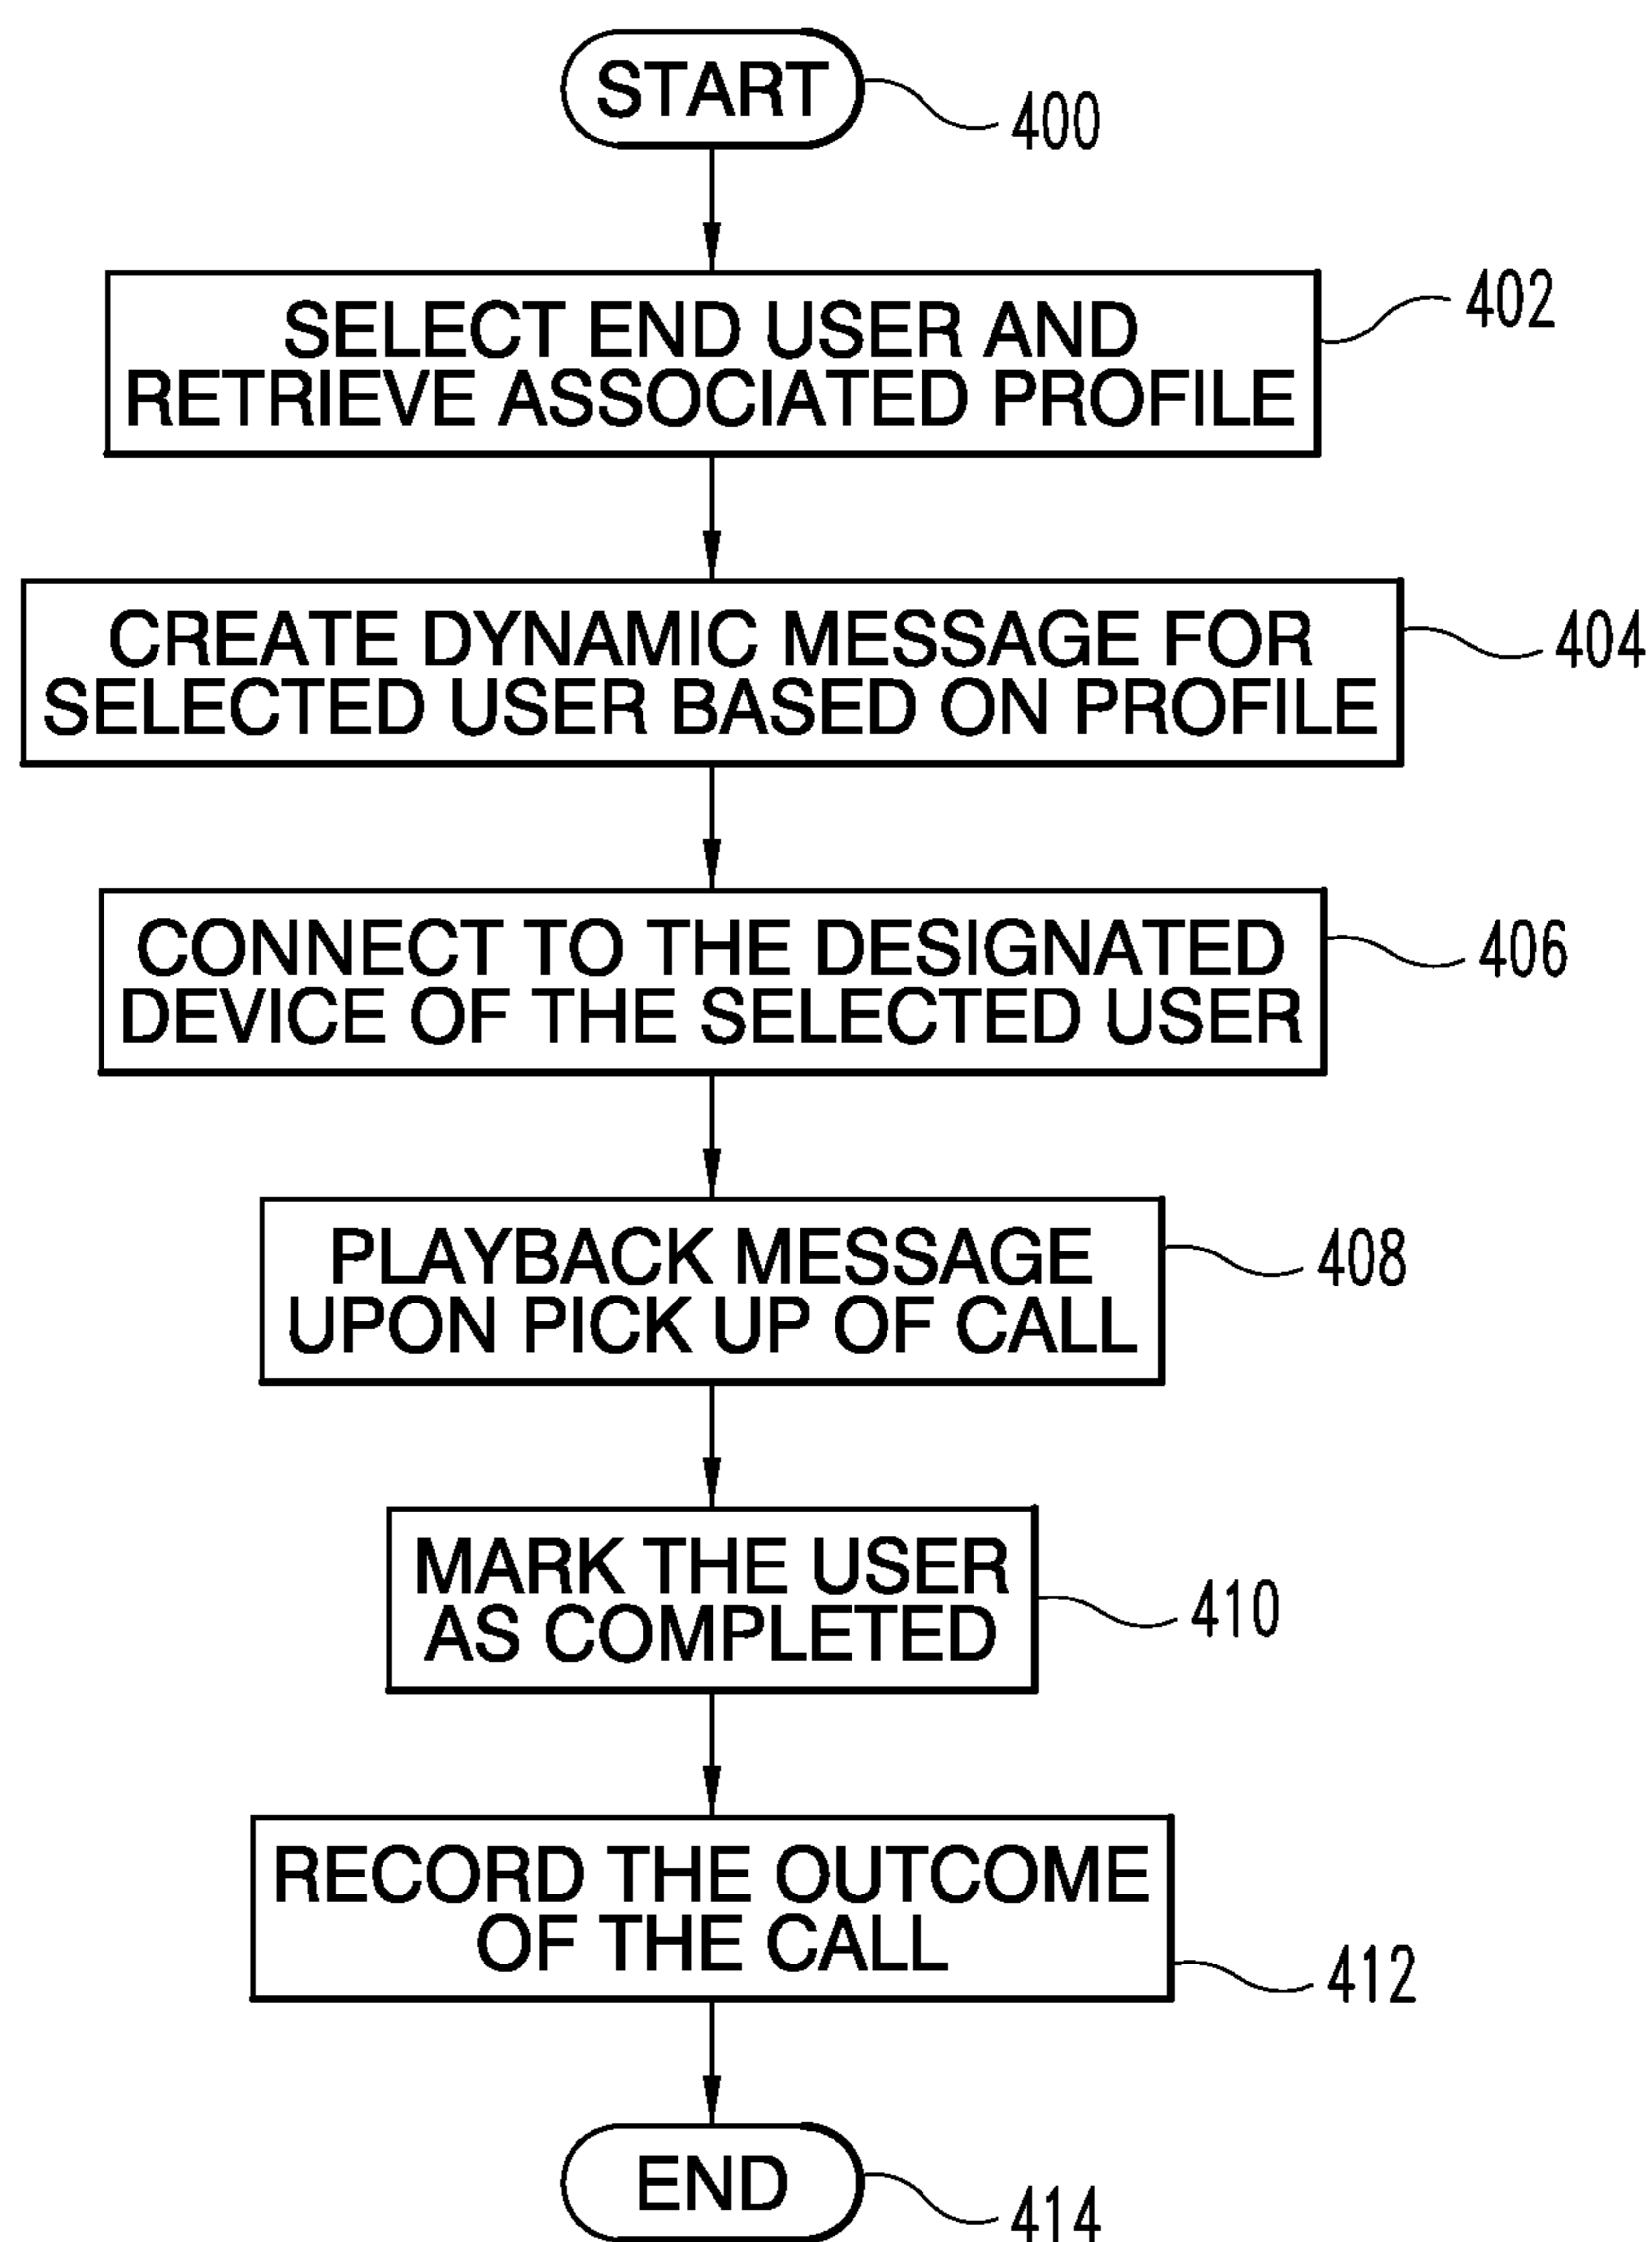 START
400
SELECT END USER AND
RETRIEVE ASSOCIATED PROFILE
402
CREATE DYNAMIC MESSAGE FOR
SELECTED USER BASED ON PROFILE
404
CONNECT TO THE DESIGNATED
DEVICE OF THE SELECTED USER
406
PLAYBACK MESSAGE
UPON PICK UP OF CALL
408
MARK THE USER
AS COMPLETED
410
RECORD THE OUTCOME
OF THE CALL
412
END
414